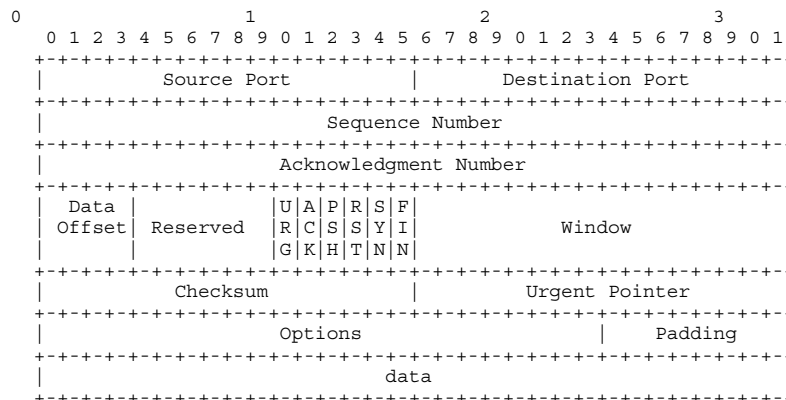 0 1 2 3
0 1 2 3 4 5 6 7 8 9 0 1 2 3 4 5 6 7 8 9 0 1 2 3 4 5 6 7 8 9 0 1
+-+-+-+-+-+-+-+-+-+-+-+-+-+-+-+-+-+-+-+-+-+-+-+-+-+-+-+-+-+-+-+-
| Source Port | Destination Port
+-+-+-+-+-+-+-+-+-+-+-+-+-+-+-+-+-+-+-+-+-+-+-+-+-+-+-+-+-+-+-+-
| Sequence Number
+-+-+-+-+-+-+-+-+-+-+-+-+-+-+-+-+-+-+-+-+-+-+-+-+-+-+-+-+-+-+-+-
| Acknowledgment Number
+-+-+-+-+-+-+-+-+-+-+-+-+-+-+-+-+-+-+-+-+-+-+-+-+-+-+-+-+-+-+-+-
| Data | |U|A|P|R|S|F|
| Offset| Reserved |R|C|S|S|Y|I| Window
| | |G|K|H|T|N|N|
+-+-+-+-+-+-+-+-+-+-+-+-+-+-+-+-+-+-+-+-+-+-+-+-+-+-+-+-+-+-+-+-
| Checksum | Urgent Pointer
+-+-+-+-+-+-+-+-+-+-+-+-+-+-+-+-+-+-+-+-+-+-+-+-+-+-+-+-+-+-+-+-
| Options | Padding
+-+-+-+-+-+-+-+-+-+-+-+-+-+-+-+-+-+-+-+-+-+-+-+-+-+-+-+-+-+-+-+-
| data
+-+-+-+-+-+-+-+-+-+-+-+-+-+-+-+-+-+-+-+-+-+-+-+-+-+-+-+-+-+-+-+-